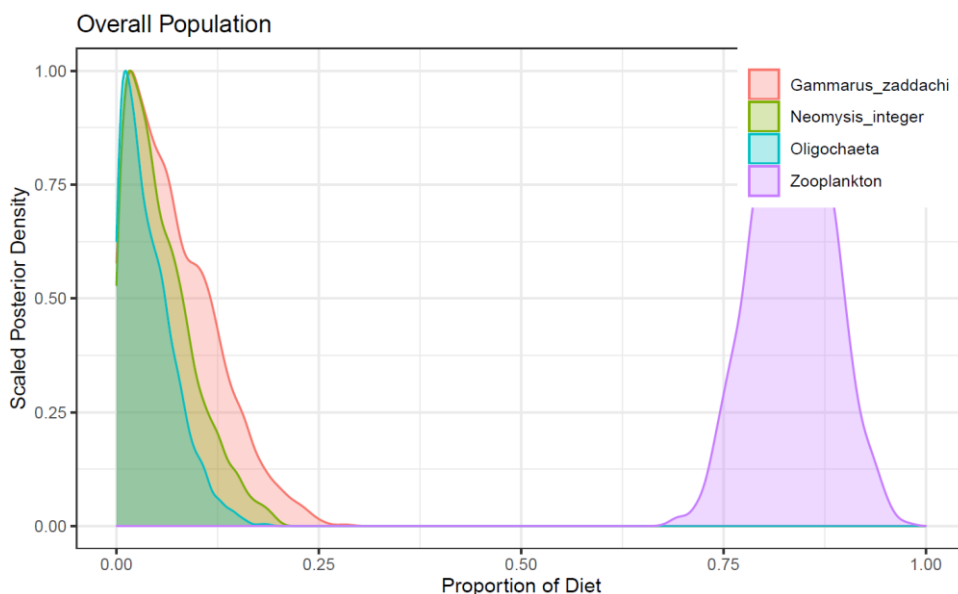 Overall Population
Gammarus_zaddachi
Neomysis_integer
Oligochaeta
Zooplankton
Scaled Posterior Density
1.00
0.75
0.50
0.25
0.00
0.00 0.25 0.50 0.75 1.00
Proportion of Diet